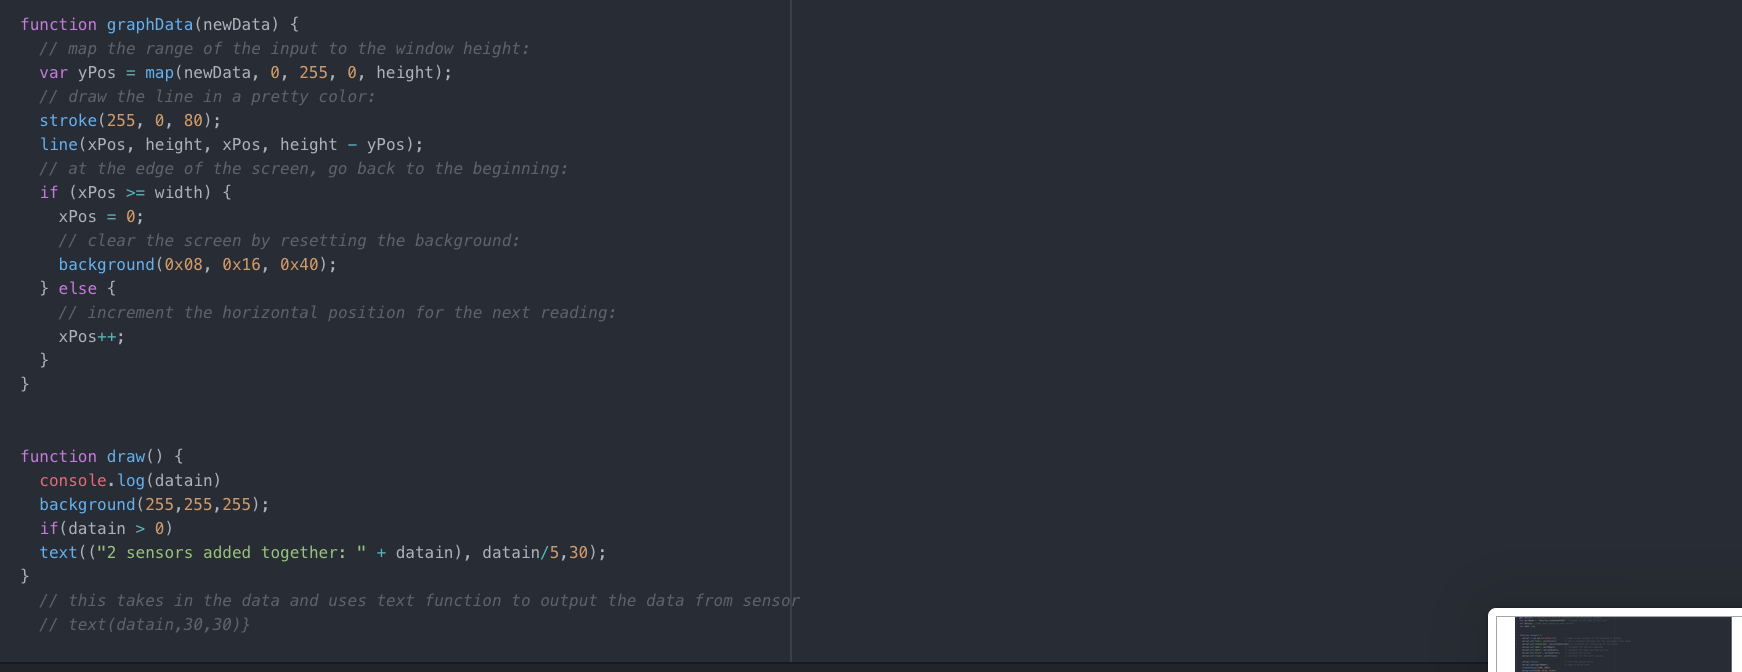 function graphData(newData) {
  // map the range of the input to the window height:
  var yPos = map(newData, 0, 255, 0, height);
  // draw the line in a pretty color:
  stroke(255, 0, 80);
  line(xPos, height, xPos, height - yPos);
  // at the edge of the screen, go back to the beginning:
  if (xPos >= width) {
    xPos = 0;
    // clear the screen by resetting the background:
    background(0x08, 0x16, 0x40);
  } else {
    // increment the horizontal position for the next reading:
    xPos++;
  }
}


function draw() {
  console.log(datain)
  background(255,255,255);
  if(datain > 0)
  text(("2 sensors added together: " + datain), datain/5,30);
}
  // this takes in the data and uses text function to output the data from sensor
  // text(datain,30,30)}